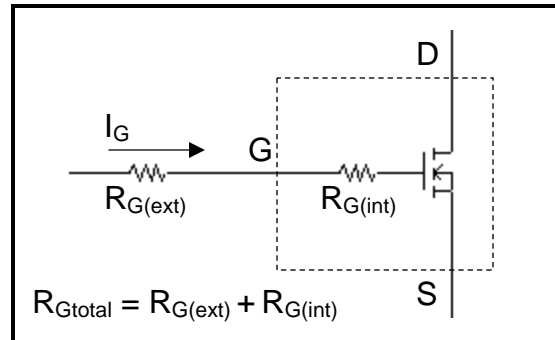 D
I_G
G
R_G(ext)
R_G(int)
S
R_Gtotal = R_G(ext) + R_G(int)